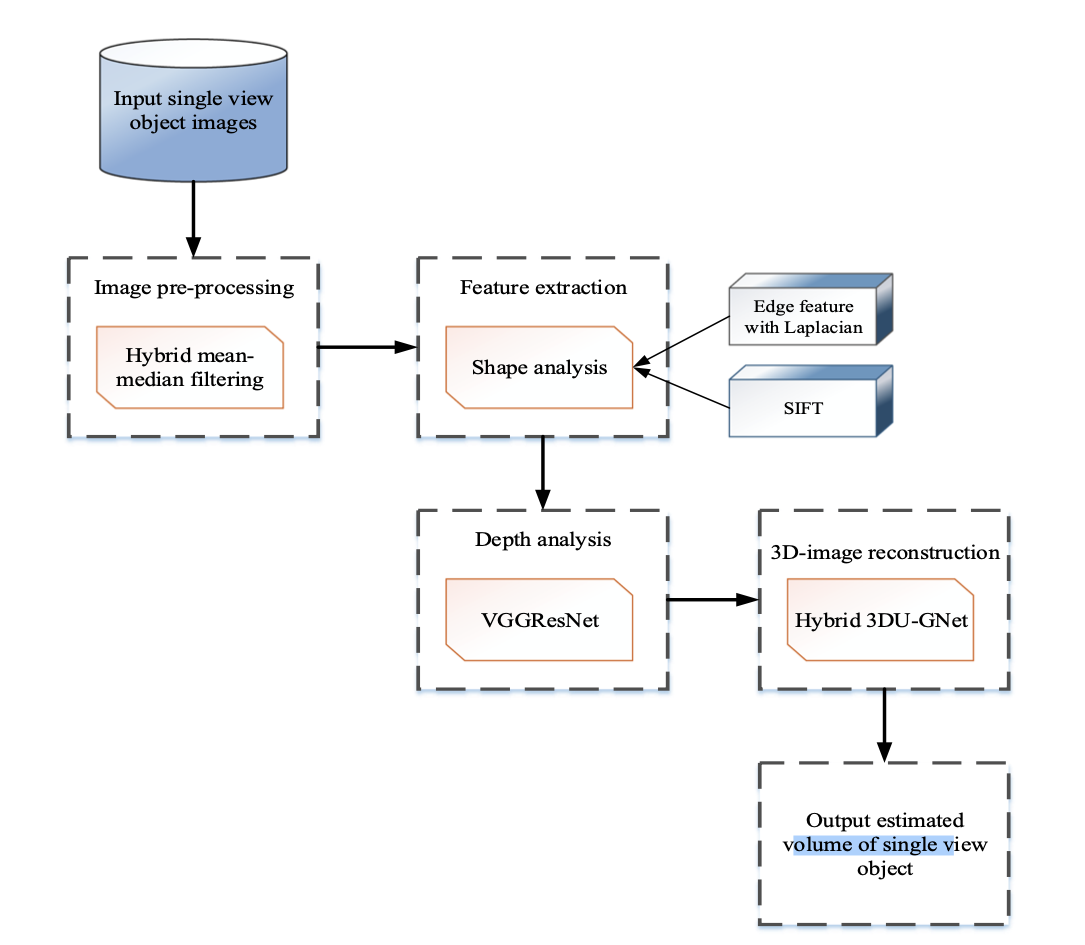 Input single view
object images
Image pre-processing
Hybrid mean-
median filtering
Feature extraction
Shape analysis
Edge feature
with Laplacian
SIFT
Depth analysis
VGGResNet
3D-image reconstruction
Hybrid 3DU-GNet
Output estimated
volume of single view
object